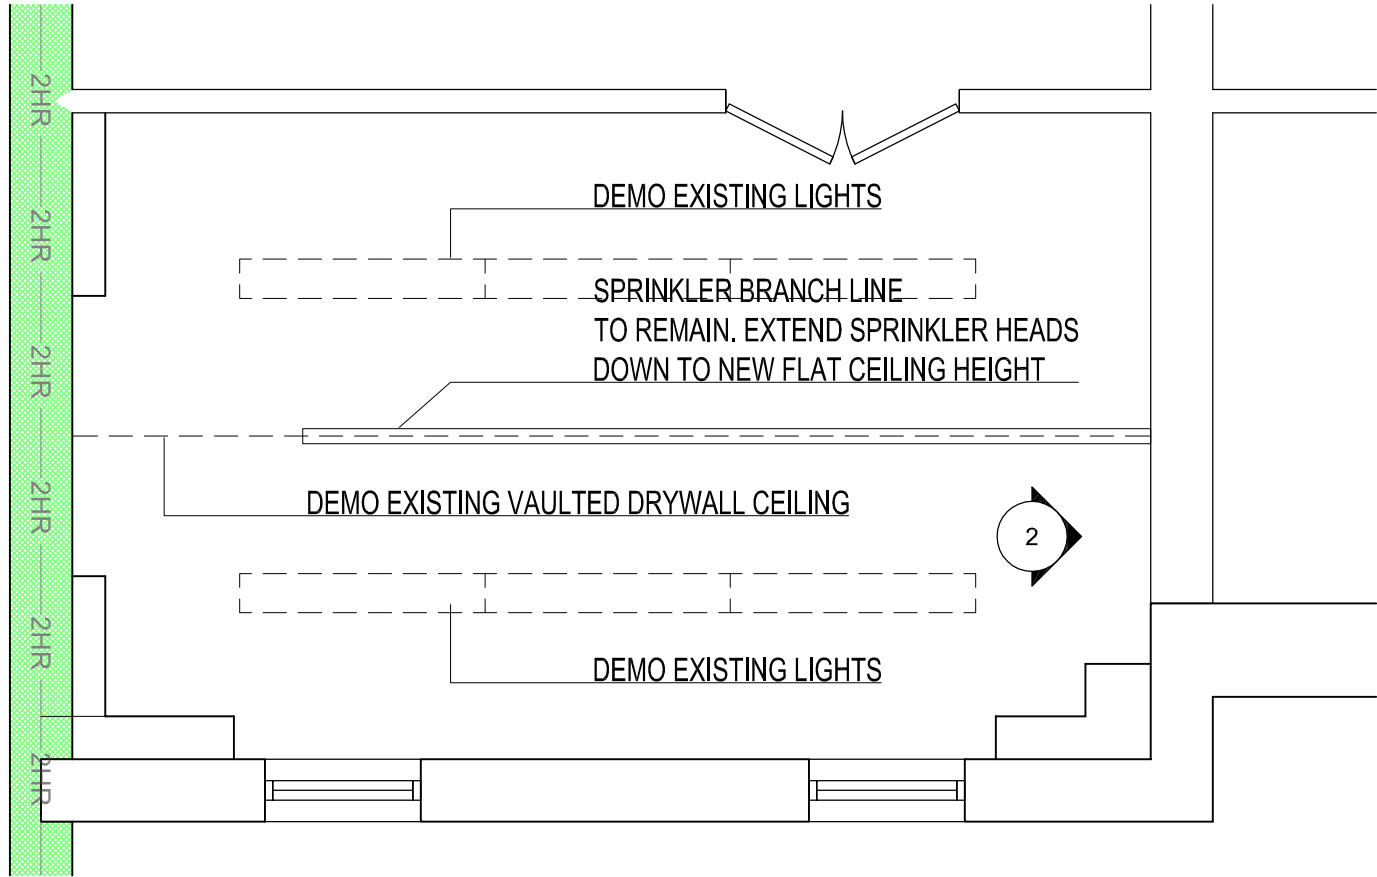 2HR
DEMO EXISTING LIGHTS
2HR
SPRINKLER BRANCH LINE
TO REMAIN. EXTEND SPRINKLER HEADS
DOWN TO NEW FLAT CEILING HEIGHT
2HR
DEMO EXISTING VAULTED DRYWALL CEILING
2HR
2
2HR
DEMO EXISTING LIGHTS
2HR